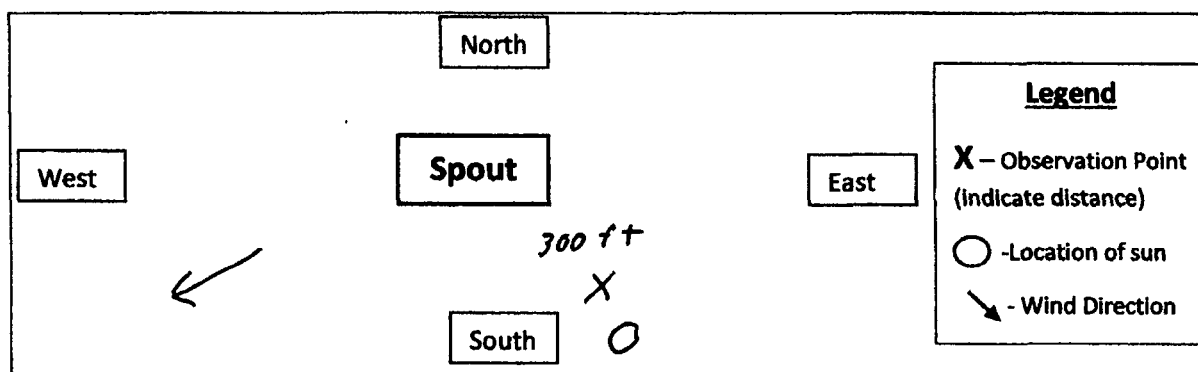 North
Legend
West
Spout
East
X – Observation Point
(indicate distance)
300 ft
X
-Location of sun
South
- Wind Direction